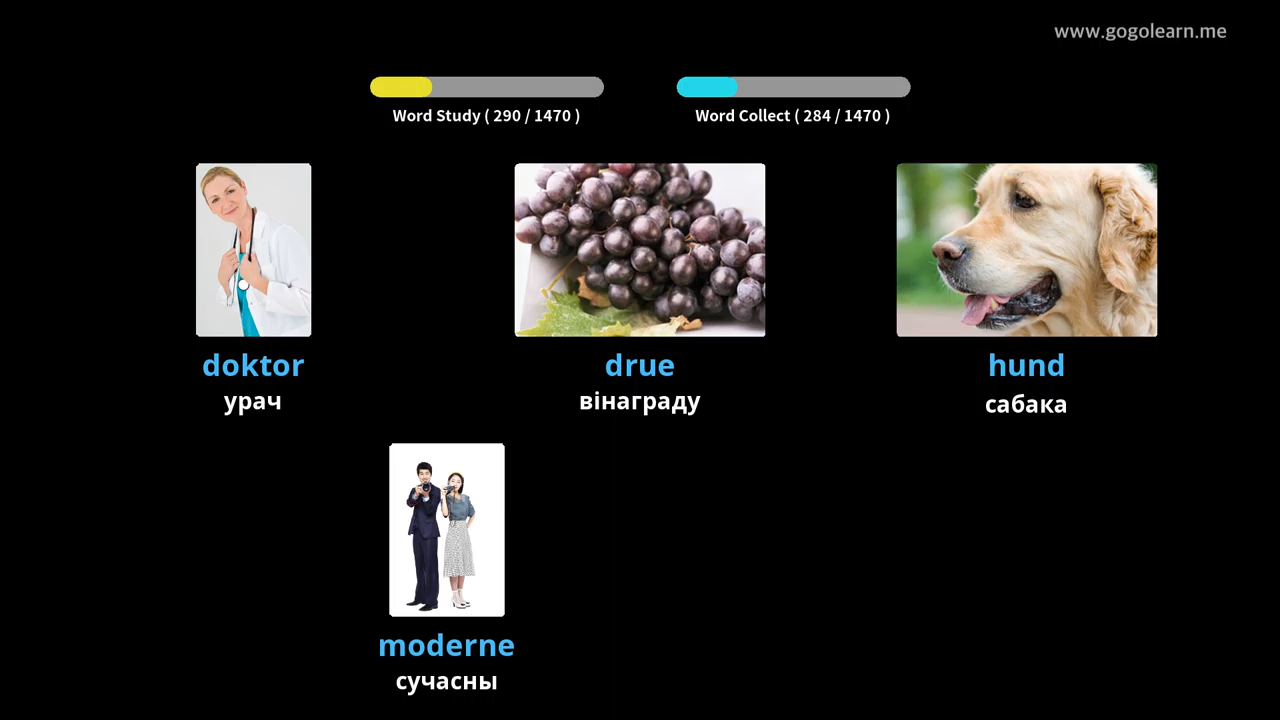 www.gogolearn.me
Word Study ( 290 / 1470 )
Word Collect ( 284 / 1470 )
doktor
урач
drue
вінаграду
hund
сабака
moderne
сучасны